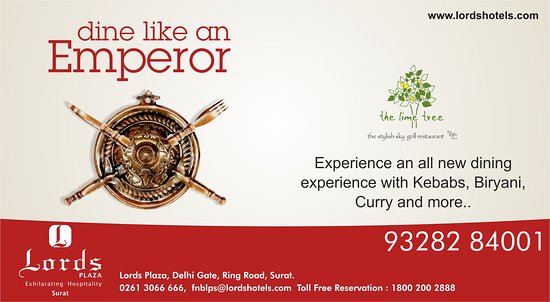 www.lordshotels.com
dine like an
Emperor
the lime tree
the stylish sky grill restaurant
Experience an all new dining
experience with Kebabs, Biryani,
Curry and more..
93282 84001
L
Lords
PLAZA
Exhilarating Hospitality
Surat
Lords Plaza, Delhi Gate, Ring Road, Surat.
0261 3066 666, fnblps@lordshotels.com Toll Free Reservation : 1800 200 2888